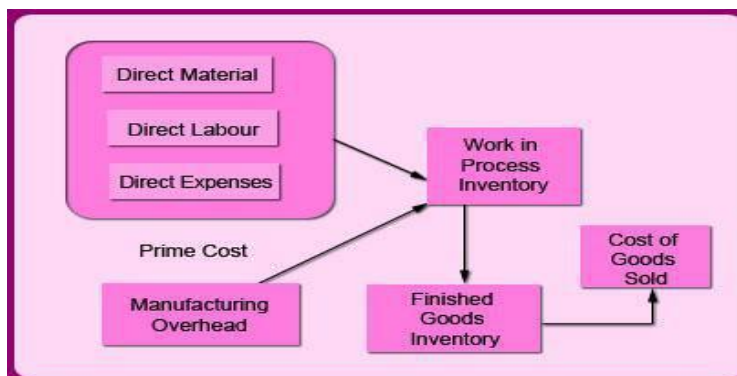 Direct Material
Direct Labour
Direct Expenses
Prime Cost
Manufacturing
Overhead
Work in
Process
Inventory
Finished
Goods
Inventory
Cost of
Goods
Sold